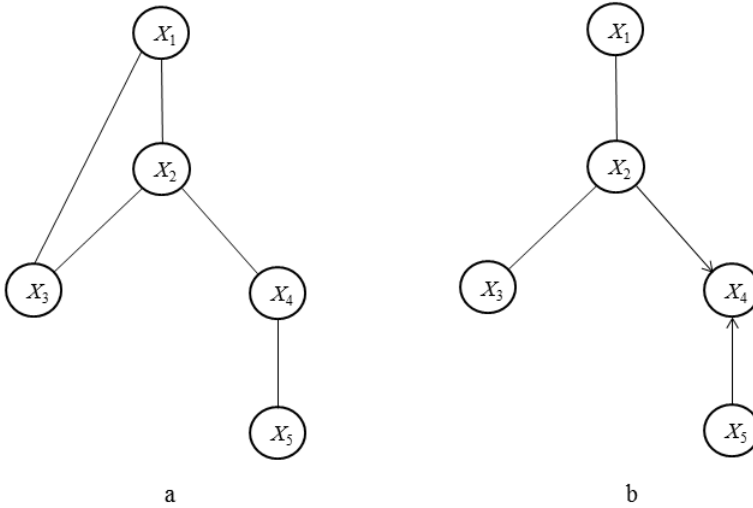 X₁ X₁
X₂ X₂
X₃ X₄ X₃ X₄
X₅ X₅
a b